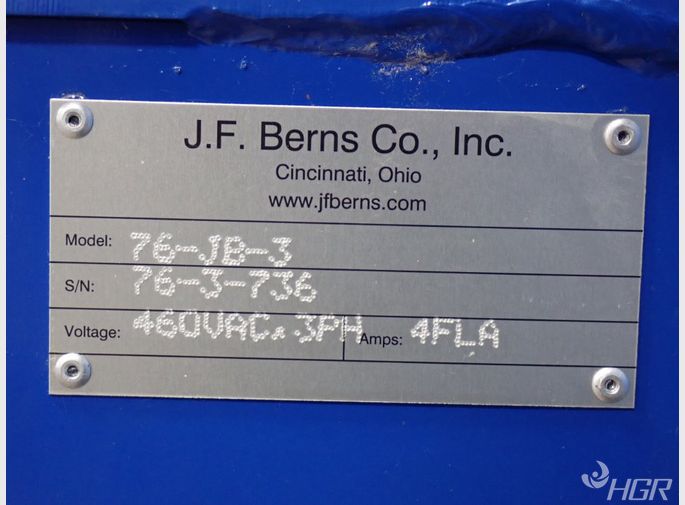 J.F. Berns Co., Inc.
Cincinnati, Ohio
www.jfberns.com
Model: 76-JB-3
S/N: 76-3-736
Voltage: 460VAC. 3PH Amps: 4FLA
HGR